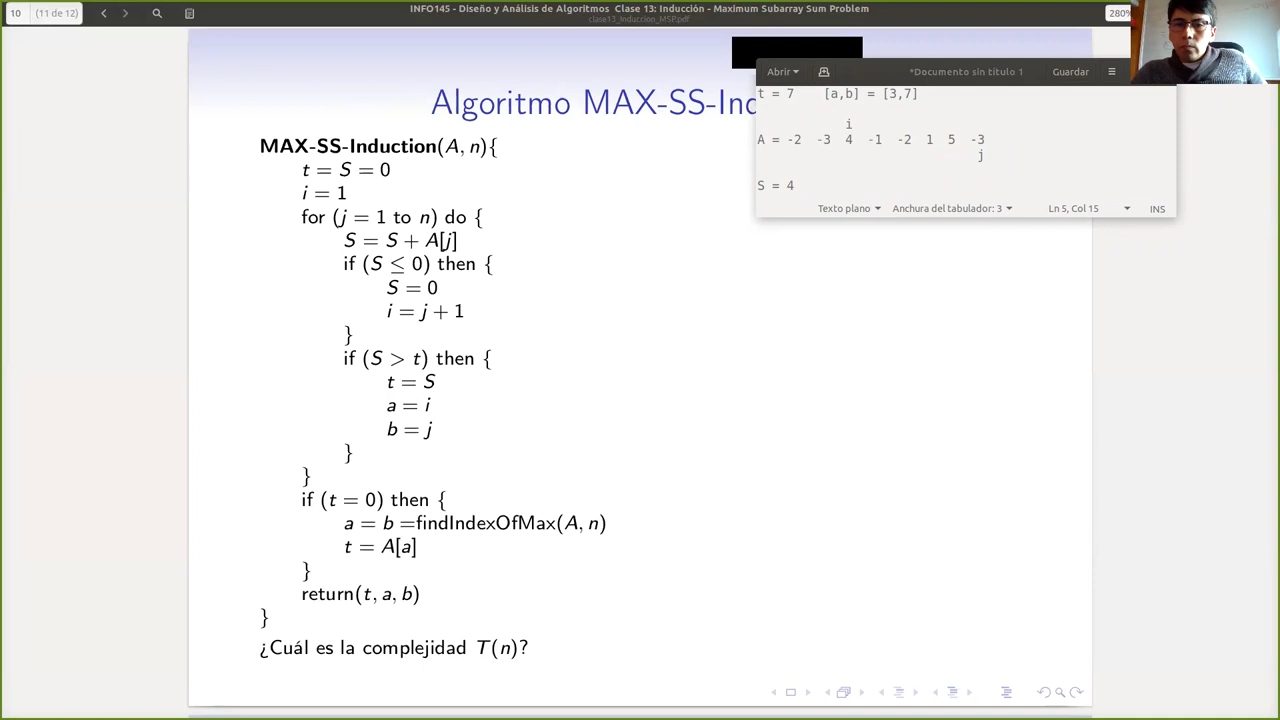 10 (11 de 12)
INFO145 - Diseño y Análisis de Algoritmos Clase 13: Inducción - Maximum Subarray Sum Problem
clase13_Induccion_MSP.pdf
280%
Algoritmo MAX-SS-Ind
MAX-SS-Induction(A, n){
t = S = 0
i = 1
for (j = 1 to n) do {
S = S + A[j]
if (S ≤ 0) then {
S = 0
i = j + 1
}
if (S > t) then {
t = S
a = i
b = j
}
}
if (t = 0) then {
a = b =findIndexOfMax(A, n)
t = A[a]
}
return(t, a, b)
}
¿Cuál es la complejidad T(n)?
Abrir *Documento sin título 1 Guardar
t = 7 [a,b] = [3,7]
i
A = -2 -3 4 -1 -2 1 5 -3
j
S = 4
Texto plano Anchura del tabulador: 3 Ln 5, Col 15 INS